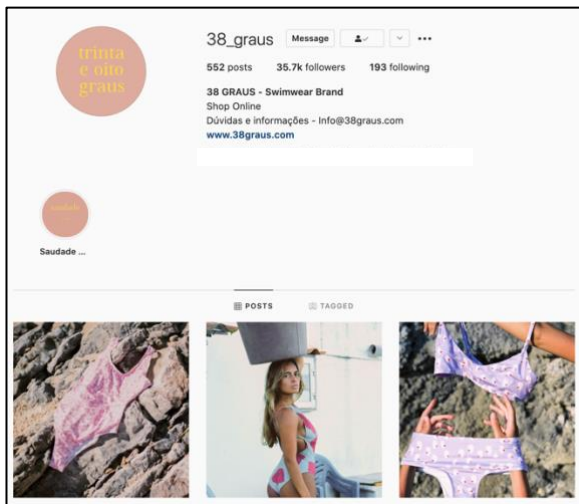 trinta
e oito
graus
38_graus Message
552 posts 35.7k followers 193 following
38 GRAUS - Swimwear Brand
Shop Online
Dúvidas e informações - Info@38graus.com
www.38graus.com
saudade
Saudade ...
POSTS TAGGED